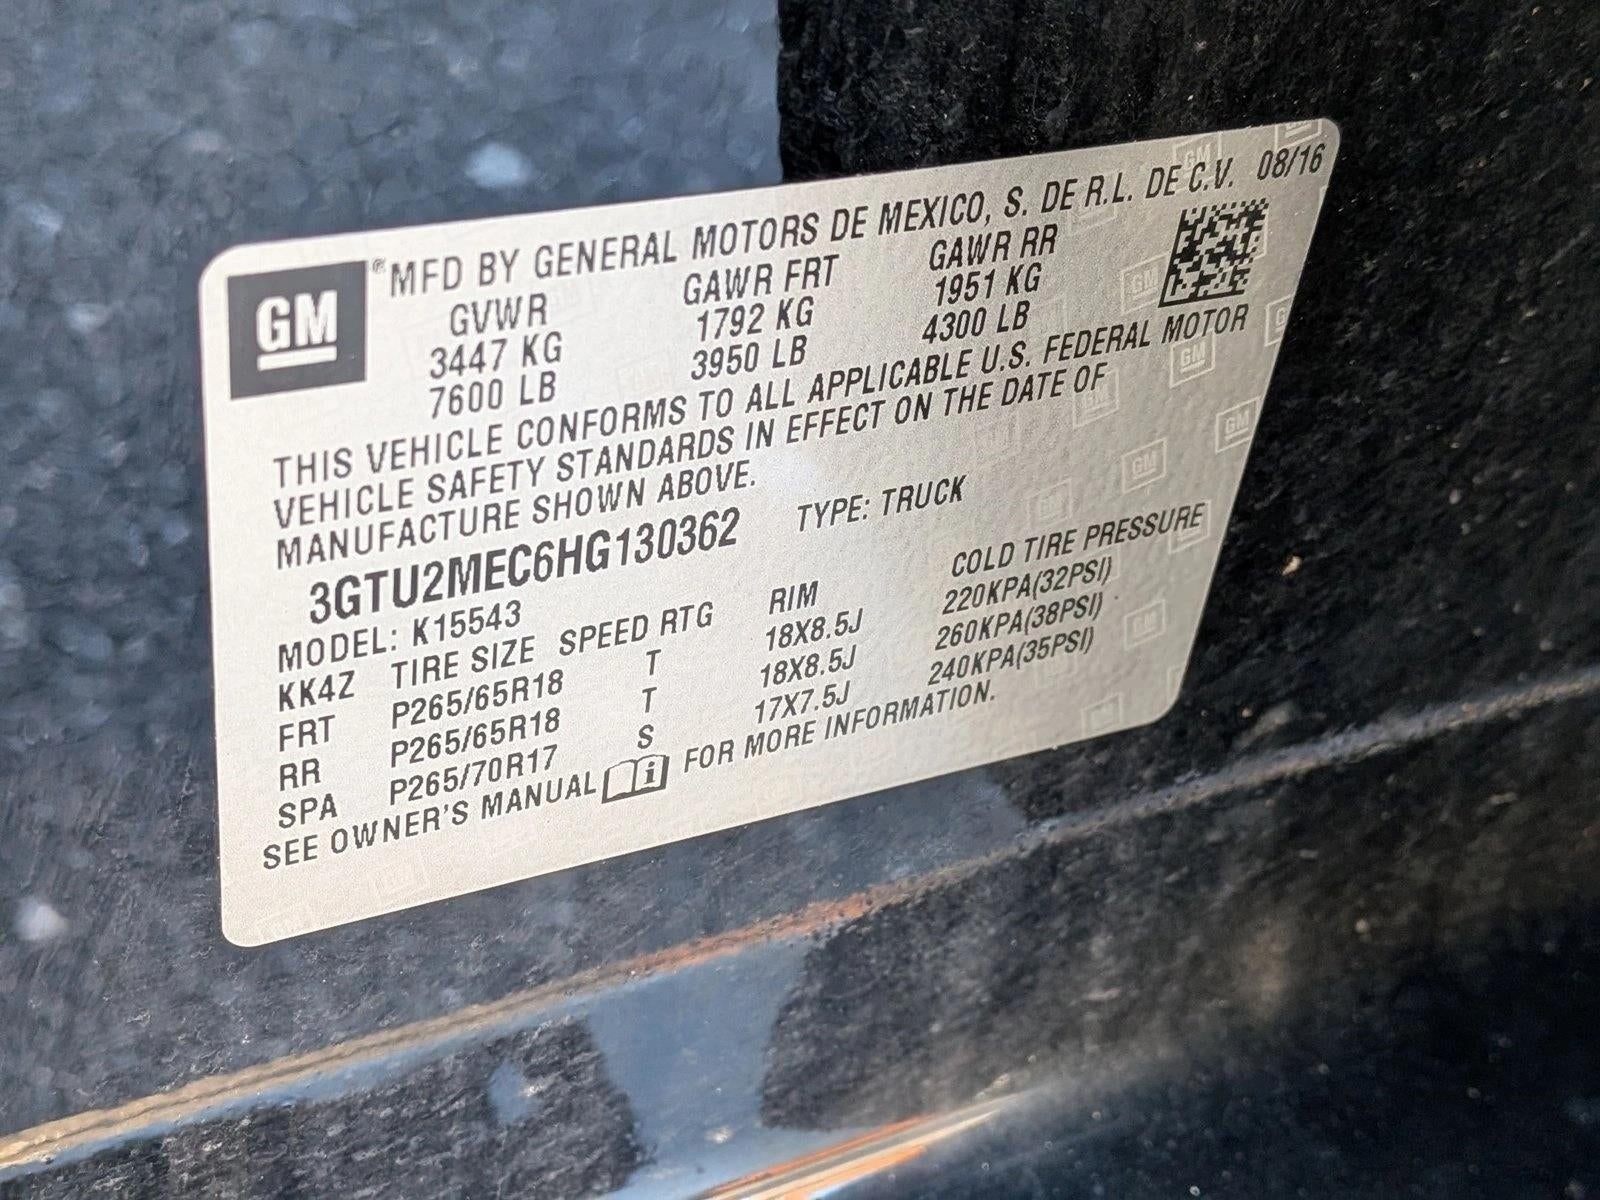 GM ® MFD BY GENERAL MOTORS DE MEXICO, S. DE R.L. DE C.V. 08/16
GVWR GAWR FRT GAWR RR
3447 KG 1792 KG 1951 KG
7600 LB 3950 LB 4300 LB
THIS VEHICLE CONFORMS TO ALL APPLICABLE U.S. FEDERAL MOTOR
VEHICLE SAFETY STANDARDS IN EFFECT ON THE DATE OF
MANUFACTURE SHOWN ABOVE.
3GTU2MEC6HG130362 TYPE: TRUCK
MODEL: K15543
KK4Z TIRE SIZE SPEED RTG RIM COLD TIRE PRESSURE
FRT P265/65R18 T 18X8.5J 220KPA(32PSI)
RR P265/65R18 T 18X8.5J 260KPA(38PSI)
SPA P265/70R17 S 17X7.5J 240KPA(35PSI)
SEE OWNER'S MANUAL FOR MORE INFORMATION.